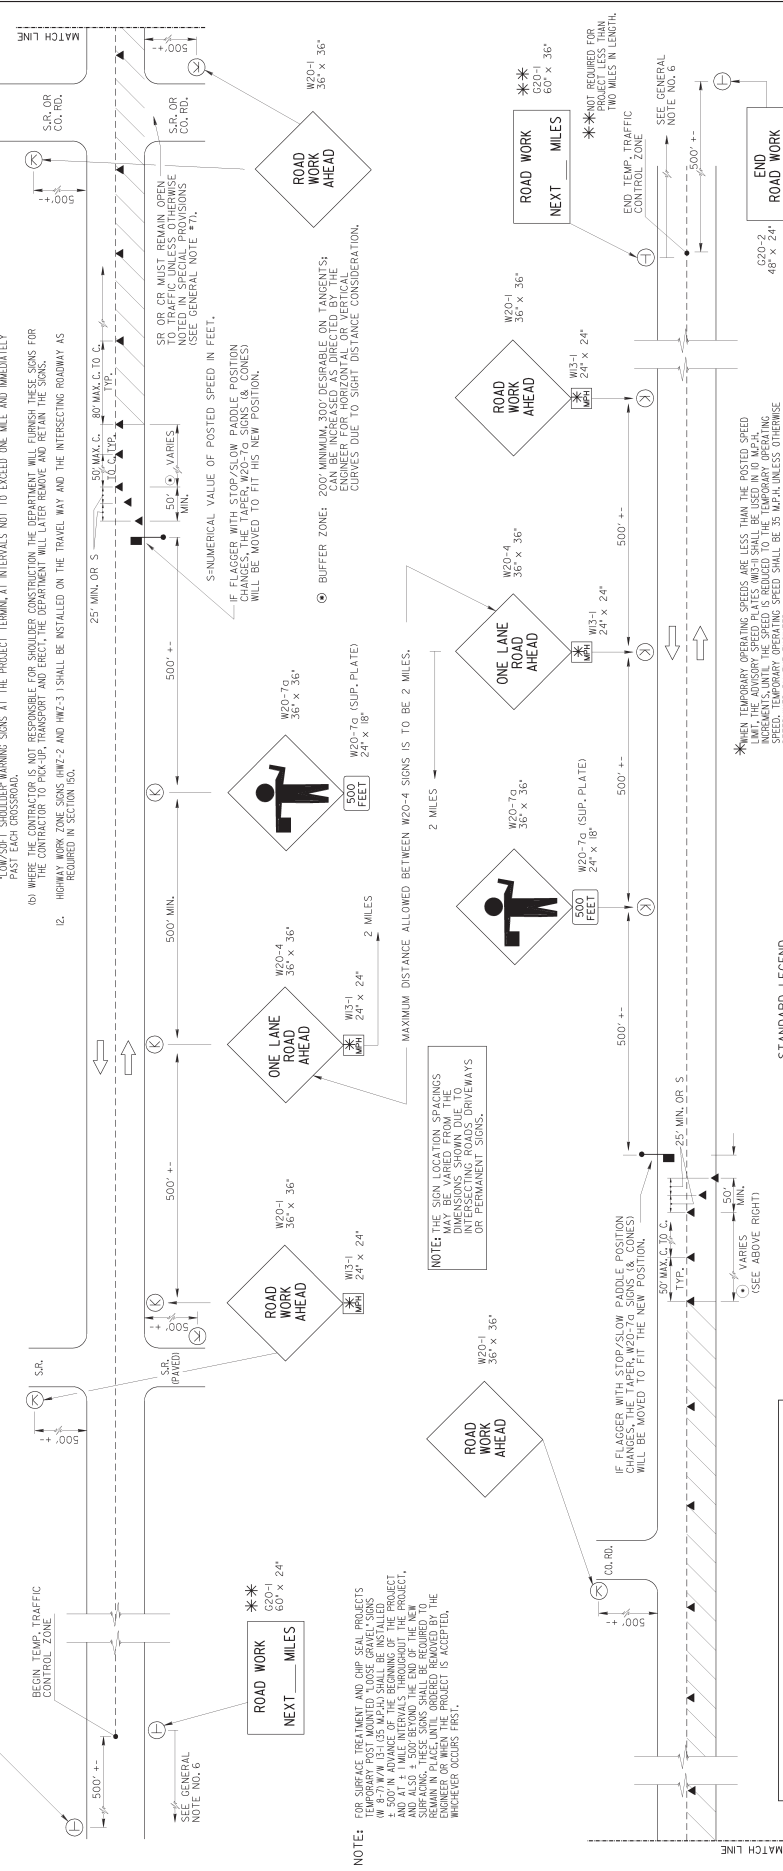 "LOW/SOFT SHOULDER" WARNING SIGNS AT THE PROJECT TERMINI, AT INTERVALS NOT TO EXCEED ONE MILE AND IMMEDIATELY
PAST EACH CROSSROAD.
(b) WHERE THE CONTRACTOR IS NOT RESPONSIBLE FOR SHOULDER CONSTRUCTION, THE DEPARTMENT WILL FURNISH THESE SIGNS FOR
THE CONTRACTOR TO PICK-UP, TRANSPORT AND ERECT, THE DEPARTMENT WILL LATER REMOVE AND RETAIN THE SIGNS.
12. HIGHWAY WORK ZONE SIGNS (HWZ-2 AND HWZ-3 ) SHALL BE INSTALLED ON THE TRAVEL WAY AND THE INTERSECTING ROADWAY AS
REQUIRED IN SECTION 150.
500' +-
BEGIN TEMP. TRAFFIC
CONTROL ZONE
SEE GENERAL
NOTE NO. 6
ROAD WORK
NEXT ___ MILES
**
G20-1
60" x 24"
S.R.
500' +-
K
S.R.
(PAVED)
500' +-
K
K
500' +-
K
500' MIN.
K
500' +-
25' MIN. OR S
50'
MIN.
VARIES
50' MAX. C.
TO C. TYP.
80' MAX. C. TO C.
TYP.
500' +-
K
S.R. OR
CO. RD.
S.R. OR
CO. RD.
500' +-
K
MATCH LINE
ROAD
WORK
AHEAD
W20-1
36" x 36"
*
MPH
W13-1
24" x 24"
ONE LANE
ROAD
AHEAD
W20-4
36" x 36"
*
MPH
W13-1
24" x 24"
2 MILES
W20-7a
36" x 36"
500
FEET
W20-7a (SUP. PLATE)
24" x 18"
S=NUMERICAL VALUE OF POSTED SPEED IN FEET.
IF FLAGGER WITH STOP/SLOW PADDLE POSITION
CHANGES, THE TAPER, W20-7a SIGNS (& CONES)
WILL BE MOVED TO FIT HIS NEW POSITION.
SR OR CR MUST REMAIN OPEN
TO TRAFFIC UNLESS OTHERWISE
NOTED IN SPECIAL PROVISIONS
(SEE GENERAL NOTE #7).
BUFFER ZONE: 200' MINIMUM, 300' DESIRABLE ON TANGENTS;
CAN BE INCREASED AS DIRECTED BY THE
ENGINEER FOR HORIZONTAL OR VERTICAL
CURVES DUE TO SIGHT DISTANCE CONSIDERATION.
ROAD
WORK
AHEAD
W20-1
36" x 36"
NOTE: FOR SURFACE TREATMENT AND CHIP SEAL PROJECTS
TEMPORARY POST MOUNTED "LOOSE GRAVEL" SIGNS
(W 8-7) W/W 13-1 (35 M.P.H.) SHALL BE INSTALLED
± 500' IN ADVANCE OF THE BEGINNING OF THE PROJECT
AND AT ± 1 MILE INTERVALS THROUGHOUT THE PROJECT,
AND ALSO ± 500' BEYOND THE END OF THE NEW
SURFACING. THESE SIGNS SHALL BE REQUIRED TO
REMAIN IN PLACE, UNTIL ORDERED REMOVED BY THE
ENGINEER OR WHEN THE PROJECT IS ACCEPTED,
WHICHEVER OCCURS FIRST.
MAXIMUM DISTANCE ALLOWED BETWEEN W20-4 SIGNS IS TO BE 2 MILES.
NOTE: THE SIGN LOCATION SPACINGS
MAY BE VARIED FROM THE
DIMENSIONS SHOWN DUE TO
INTERSECTING ROADS DRIVEWAYS
OR PERMANENT SIGNS.
ROAD
WORK
AHEAD
W20-1
36" x 36"
2 MILES
W20-7a
36" x 36"
500
FEET
W20-7a (SUP. PLATE)
24" x 18"
ONE LANE
ROAD
AHEAD
W20-4
36" x 36"
*
MPH
W13-1
24" x 24"
ROAD
WORK
AHEAD
W20-1
36" x 36"
*
MPH
W13-1
24" x 24"
ROAD WORK
NEXT ___ MILES
**
G20-1
60" x 36"
**NOT REQUIRED FOR
PROJECT LESS THAN
TWO MILES IN LENGTH.
MATCH LINE
500' +-
K
CO. RD.
IF FLAGGER WITH STOP/SLOW PADDLE POSITION
CHANGES, THE TAPER, W20-7a SIGNS (& CONES)
WILL BE MOVED TO FIT THE NEW POSITION.
50' MAX. C. TO C.
TYP.
25' MIN. OR S
50'
MIN.
VARIES
(SEE ABOVE RIGHT)
500' +-
K
500' +-
K
500' +-
K
END TEMP. TRAFFIC
CONTROL ZONE
SEE GENERAL
NOTE NO. 6
500' +-
END
ROAD WORK
G20-2
48" x 24"
*WHEN TEMPORARY OPERATING SPEEDS ARE LESS THAN THE POSTED SPEED
LIMIT, THE ADVISORY SPEED PLATES (W13-1) SHALL BE USED IN 10 M.P.H.
INCREMENTS, UNTIL THE SPEED IS REDUCED TO THE TEMPORARY OPERATING
SPEED. TEMPORARY OPERATING SPEED SHALL BE 35 M.P.H. UNLESS OTHERWISE
STANDARD LEGEND